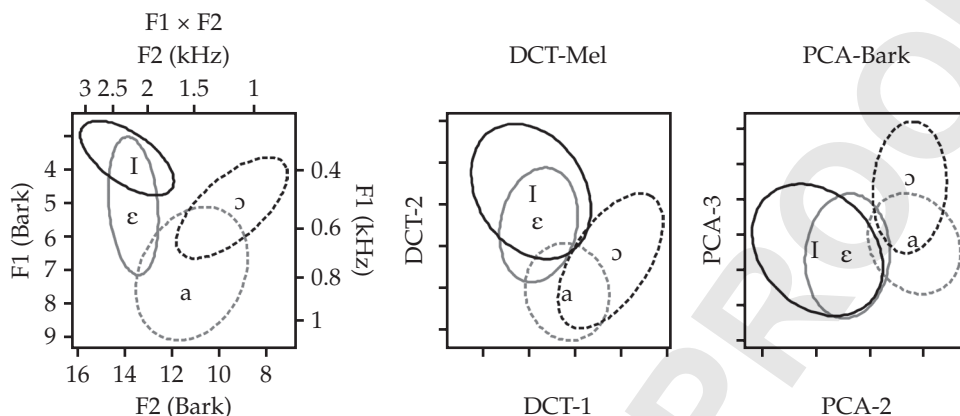 F1 × F2
F2 (kHz)
3 2.5 2 1.5 1
I
ɛ
ɔ
a
4
5
6
7
8
9
F1 (Bark)
0.4
0.6
0.8
1
F1 (kHz)
16 14 12 10 8
F2 (Bark)
DCT-Mel
I
ɛ
ɔ
a
DCT-2
DCT-1
PCA-Bark
ɔ
a
I ɛ
PCA-3
PCA-2
PROOF